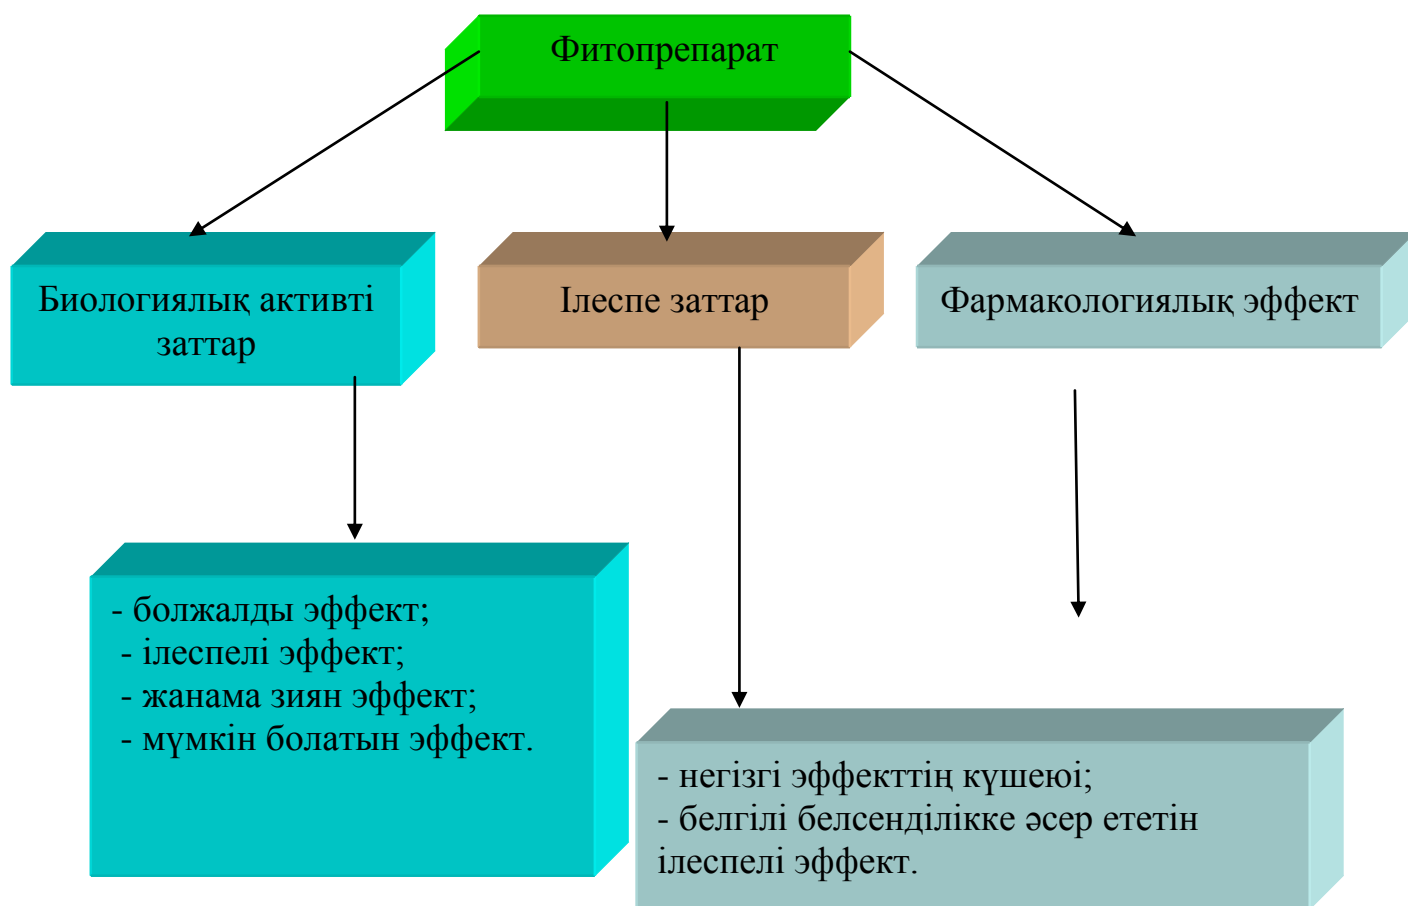 Фитопрепарат
Биологиялық активті
заттар
Ілеспе заттар
Фармакологиялық эффект
- болжалды эффект;
- ілеспелі эффект;
- жанама зиян эффект;
- мүмкін болатын эффект.
- негізгі эффекттің күшеюі;
- белгілі белсенділікке әсер ететін
ілеспелі эффект.